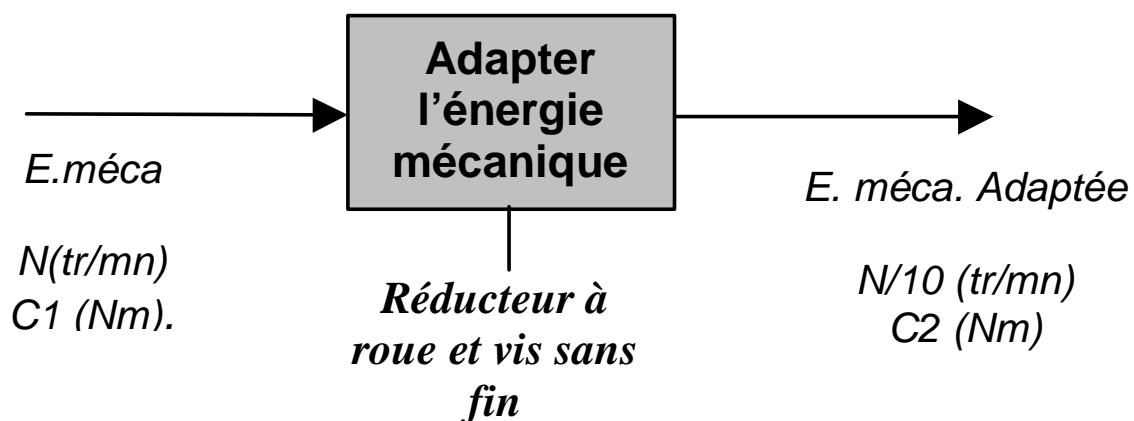 Adapter
l'énergie
mécanique
E.méca
E. méca. Adaptée
N(tr/mn)
C1 (Nm).
N/10 (tr/mn)
C2 (Nm)
Réducteur à
roue et vis sans
fin